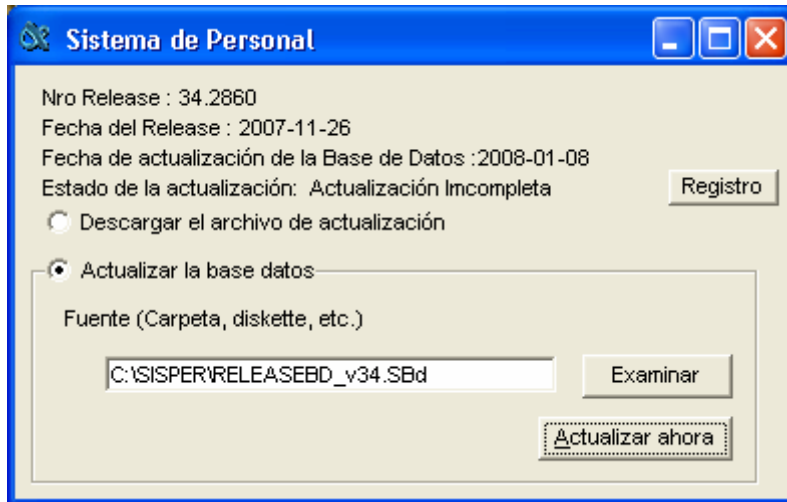 Sistema de Personal
Nro Release : 34.2860
Fecha del Release : 2007-11-26
Fecha de actualización de la Base de Datos :2008-01-08
Estado de la actualización: Actualización Imcompleta
Registro
Descargar el archivo de actualización
Actualizar la base datos
Fuente (Carpeta, diskette, etc.)
C:\SISPER\RELEASEBD_v34.SBd
Examinar
Actualizar ahora